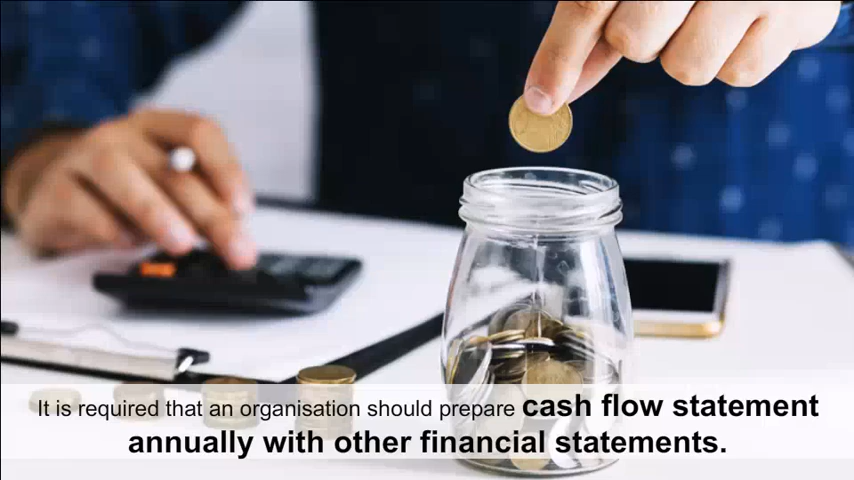 It is required that an organisation should prepare cash flow statement
annually with other financial statements.